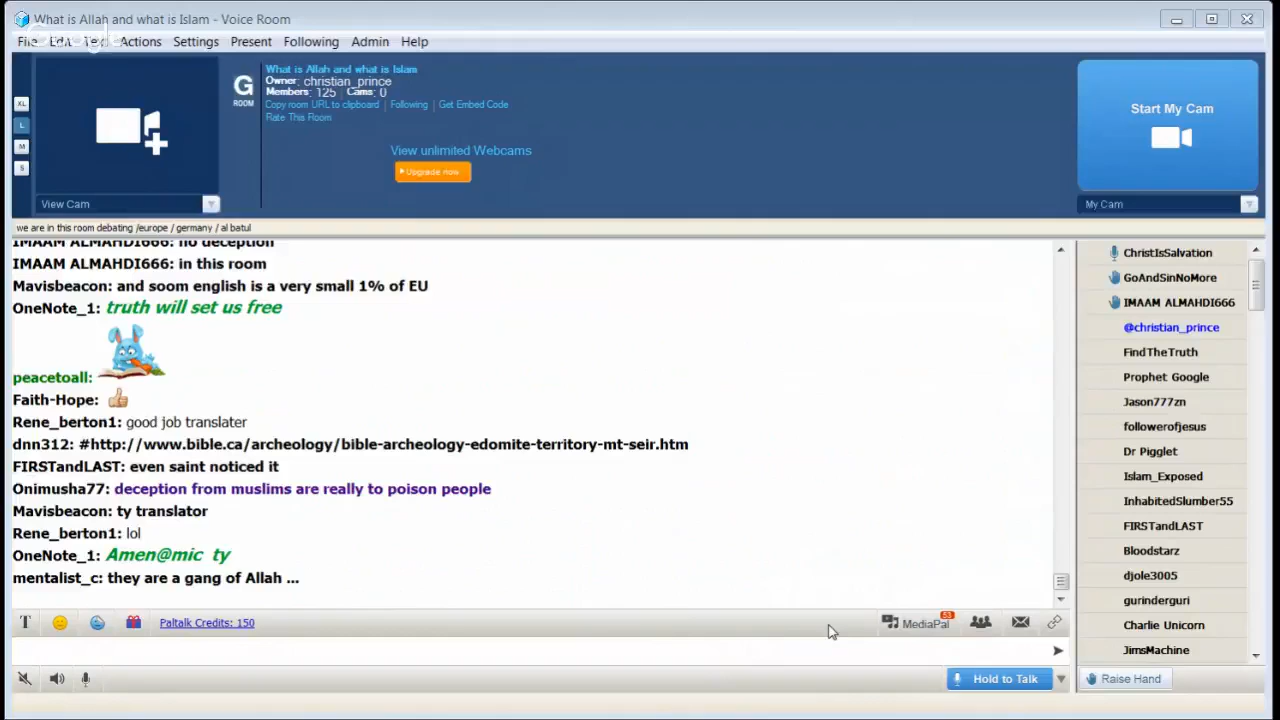 What is Allah and what is Islam - Voice Room
File Edit Text Actions Settings Present Following Friday Admin Help
Google
What is Allah and what is Islam
G
ROOM
Owner: christian_prince
Members: 125 Cams: 0
Copy room URL to clipboard | Following | Get Embed Code
Rate This Room
View unlimited Webcams
Upgrade now
Start My Cam
XL
L
M
S
View Cam
My Cam
we are in this room debating /europe / germany / al batul
IMAAM ALMAHDI666: no deception
IMAAM ALMAHDI666: in this room
Mavisbeacon: and soom english is a very small 1% of EU
OneNote_1: truth will set us free
peacetoall:
Faith-Hope:
Rene_berton1: good job translater
dnn312: #http://www.bible.ca/archeology/bible-archeology-edomite-territory-mt-seir.htm
FIRSTandLAST: even saint noticed it
Onimusha77: deception from muslims are really to poison people
Mavisbeacon: ty translator
Rene_berton1: lol
OneNote_1: Amen@mic ty
mentalist_c: they are a gang of Allah ...
ChristIsSalvation
GoAndSinNoMore
IMAAM ALMAHDI666
@christian_prince
FindTheTruth
Prophet Google
Jason777zn
followerofjesus
Dr Pigglet
Islam_Exposed
InhabitedSlumber55
FIRSTandLAST
Bloodstarz
djole3005
gurinderguri
Charlie Unicorn
JimsMachine
T
Paltalk Credits: 150
MediaPal
53
Hold to Talk
Raise Hand